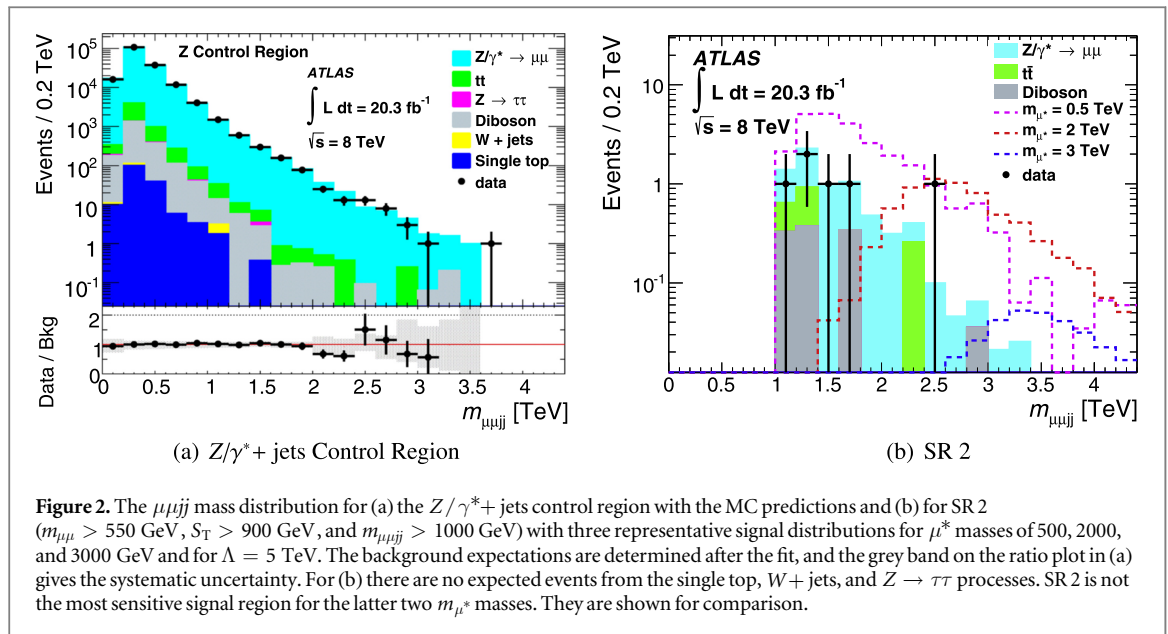 Z Control Region
ATLAS
∫ L dt = 20.3 fb⁻¹
√s = 8 TeV
Z/γ* → μμ
tt
Z → ττ
Diboson
W + jets
Single top
data
Events / 0.2 TeV
10⁵
10⁴
10³
10²
10
1
10⁻¹
Data / Bkg
2
1
0
0 0.5 1 1.5 2 2.5 3 3.5 4
m_μμjj [TeV]
(a) Z/γ*+ jets Control Region
ATLAS
∫ L dt = 20.3 fb⁻¹
√s = 8 TeV
Z/γ* → μμ
tt̄
Diboson
m_μ* = 0.5 TeV
m_μ* = 2 TeV
m_μ* = 3 TeV
data
Events / 0.2 TeV
10
1
10⁻¹
0 0.5 1 1.5 2 2.5 3 3.5 4
m_μμjj [TeV]
(b) SR 2
Figure 2. The μμjj mass distribution for (a) the Z/γ*+ jets control region with the MC predictions and (b) for SR 2
(m_μμ > 550 GeV, S_T > 900 GeV, and m_μμjj > 1000 GeV) with three representative signal distributions for μ* masses of 500, 2000,
and 3000 GeV and for Λ = 5 TeV. The background expectations are determined after the fit, and the grey band on the ratio plot in (a)
gives the systematic uncertainty. For (b) there are no expected events from the single top, W+ jets, and Z → ττ processes. SR 2 is not
the most sensitive signal region for the latter two m_μ* masses. They are shown for comparison.